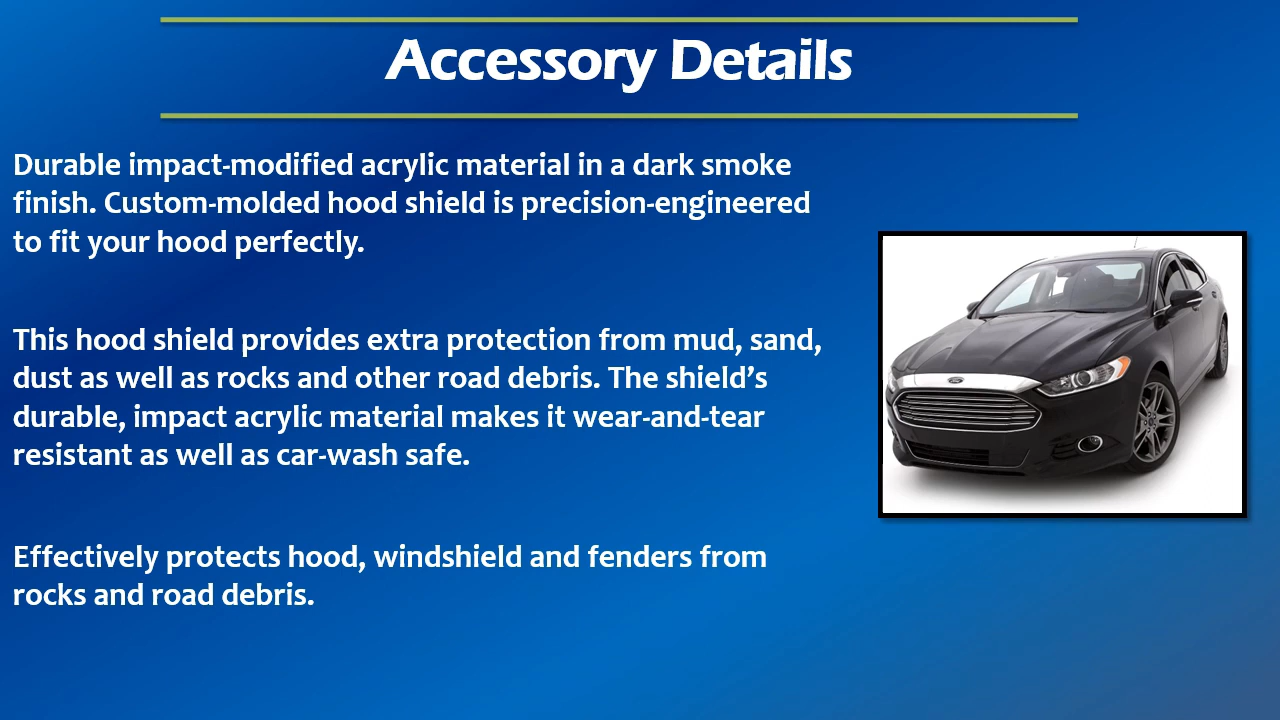 Accessory Details
Durable impact-modified acrylic material in a dark smoke
finish. Custom-molded hood shield is precision-engineered
to fit your hood perfectly.
This hood shield provides extra protection from mud, sand,
dust as well as rocks and other road debris. The shield’s
durable, impact acrylic material makes it wear-and-tear
resistant as well as car-wash safe.
Effectively protects hood, windshield and fenders from
rocks and road debris.